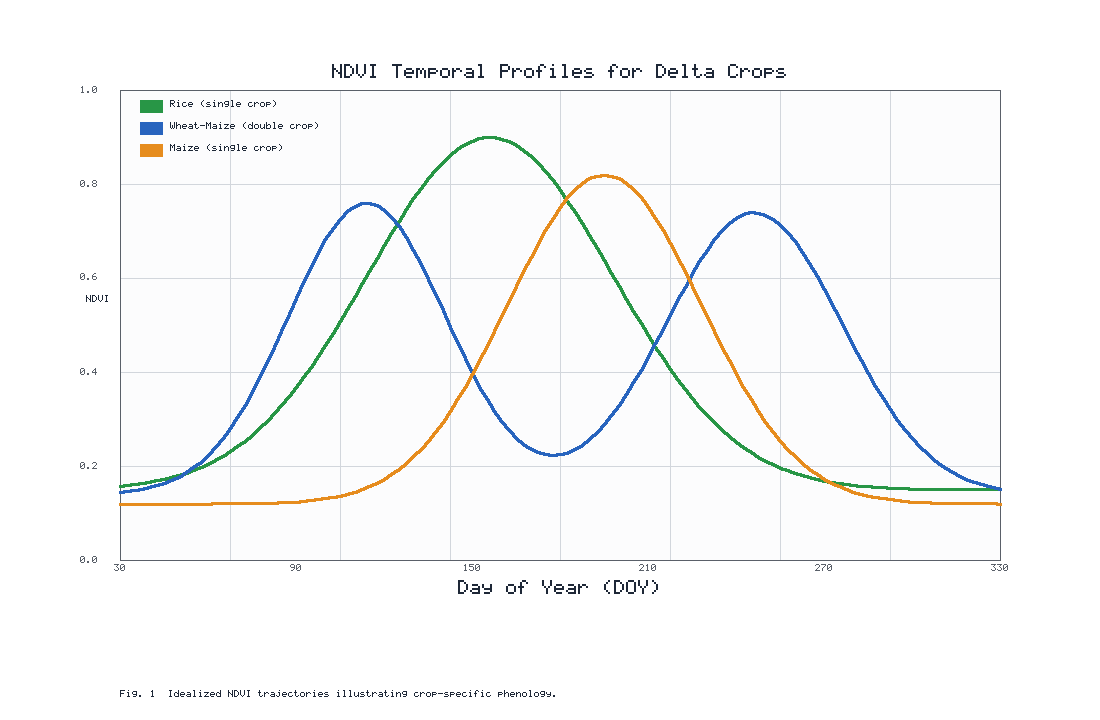 NDVI Temporal Profiles for Delta Crops
1.0
Rice (single crop)
Wheat-Maize (double crop)
Maize (single crop)
0.8
0.6
NDVI
0.4
0.2
0.0
30 90 150 210 270 330
Day of Year (DOY)
Fig. 1 Idealized NDVI trajectories illustrating crop-specific phenology.